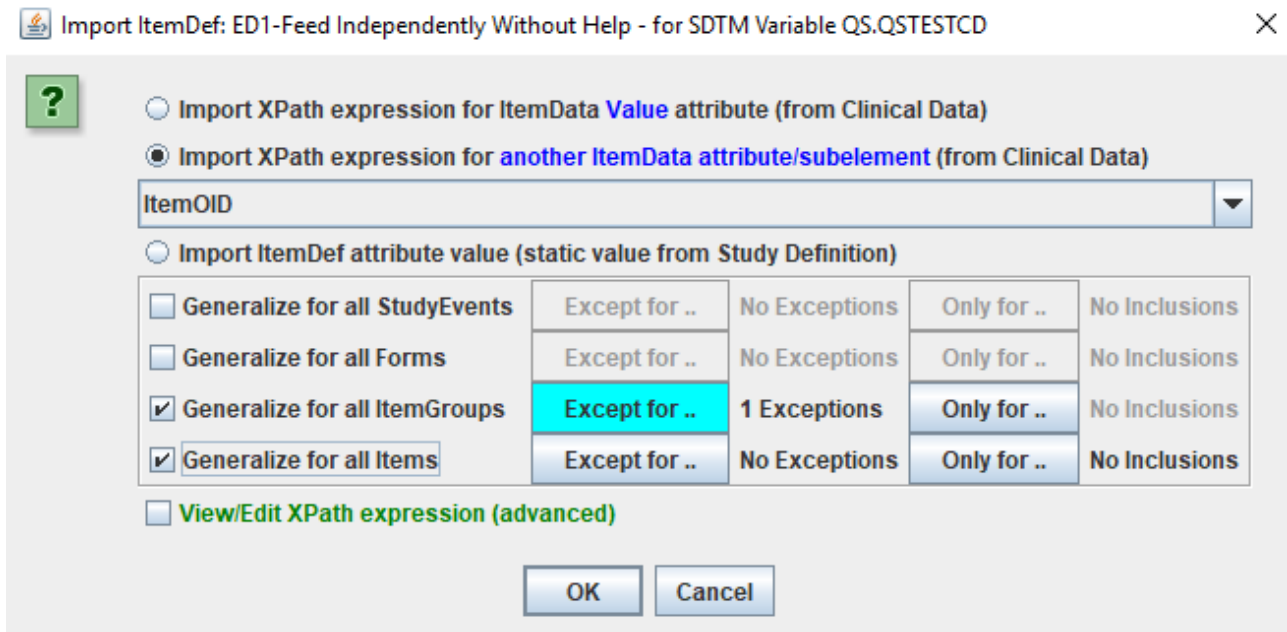 Import ItemDef: ED1-Feed Independently Without Help - for SDTM Variable QS.QSTESTCD
?
Import XPath expression for ItemData Value attribute (from Clinical Data)
Import XPath expression for another ItemData attribute/subelement (from Clinical Data)
ItemOID
Import ItemDef attribute value (static value from Study Definition)
Generalize for all StudyEvents Except for .. No Exceptions Only for .. No Inclusions
Generalize for all Forms Except for .. No Exceptions Only for .. No Inclusions
Generalize for all ItemGroups Except for .. 1 Exceptions Only for .. No Inclusions
Generalize for all Items Except for .. No Exceptions Only for .. No Inclusions
View/Edit XPath expression (advanced)
OK Cancel